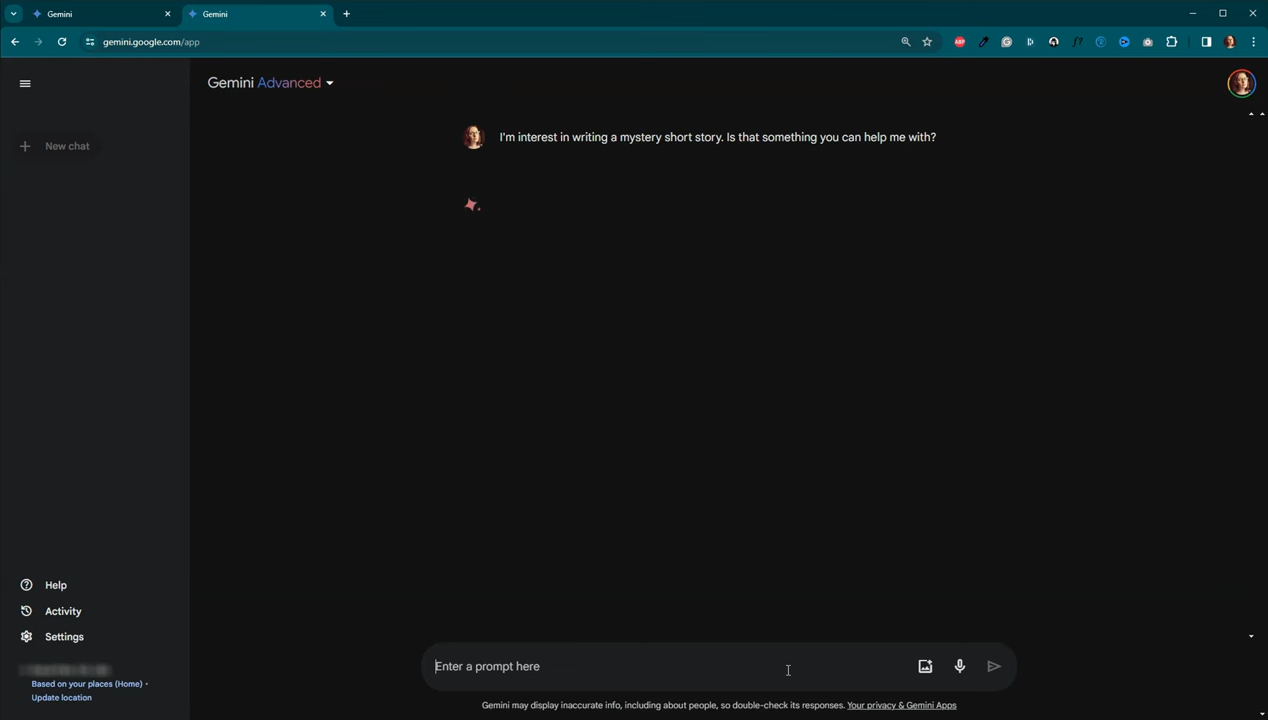 Gemini
Gemini
gemini.google.com/app
Gemini Advanced
New chat
I'm interest in writing a mystery short story. Is that something you can help me with?
Help
Activity
Settings
Based on your places (Home) •
Update location
Enter a prompt here
Gemini may display inaccurate info, including about people, so double-check its responses. Your privacy & Gemini Apps